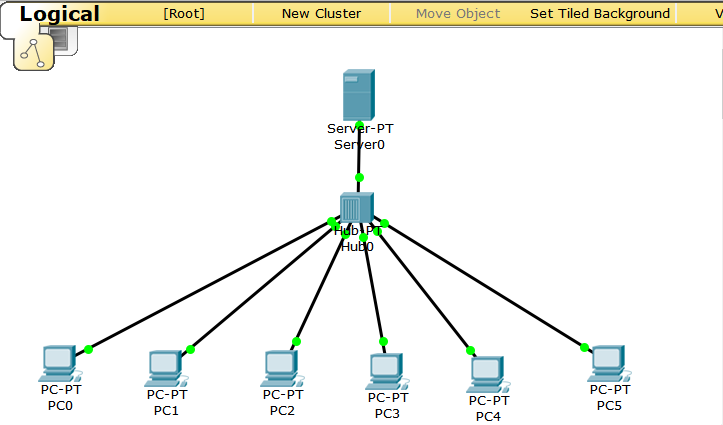 Logical
[Root]
New Cluster
Move Object
Set Tiled Background
V
Server-PT
Server0
Hub-PT
Hub0
PC-PT
PC0
PC-PT
PC1
PC-PT
PC2
PC-PT
PC3
PC-PT
PC4
PC-PT
PC5